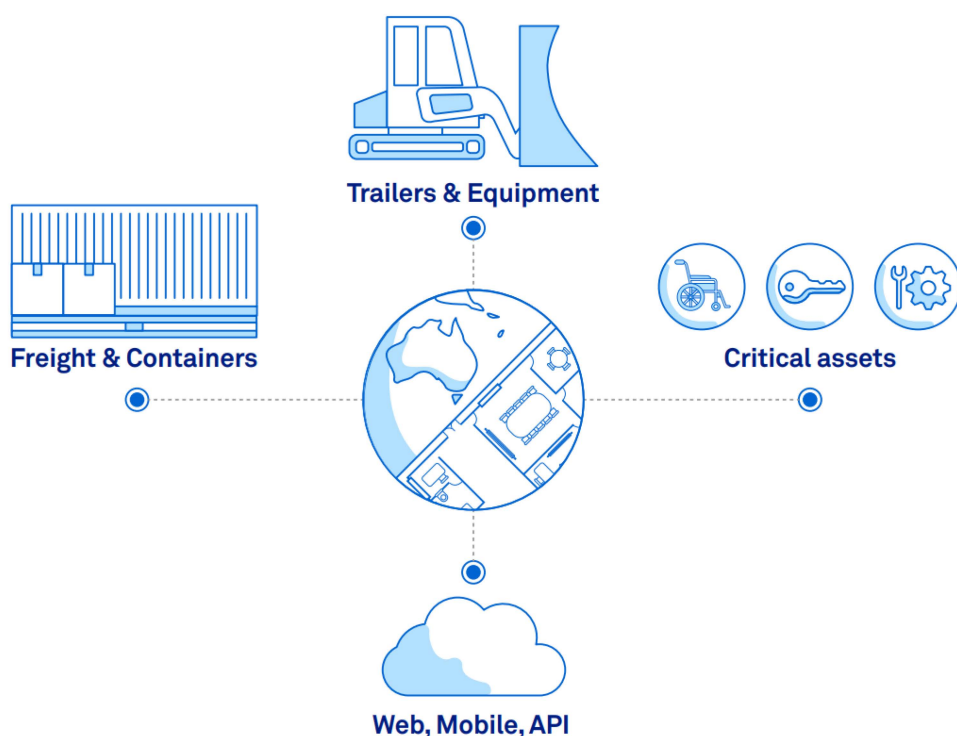 Trailers & Equipment
Freight & Containers
Critical assets
Web, Mobile, API